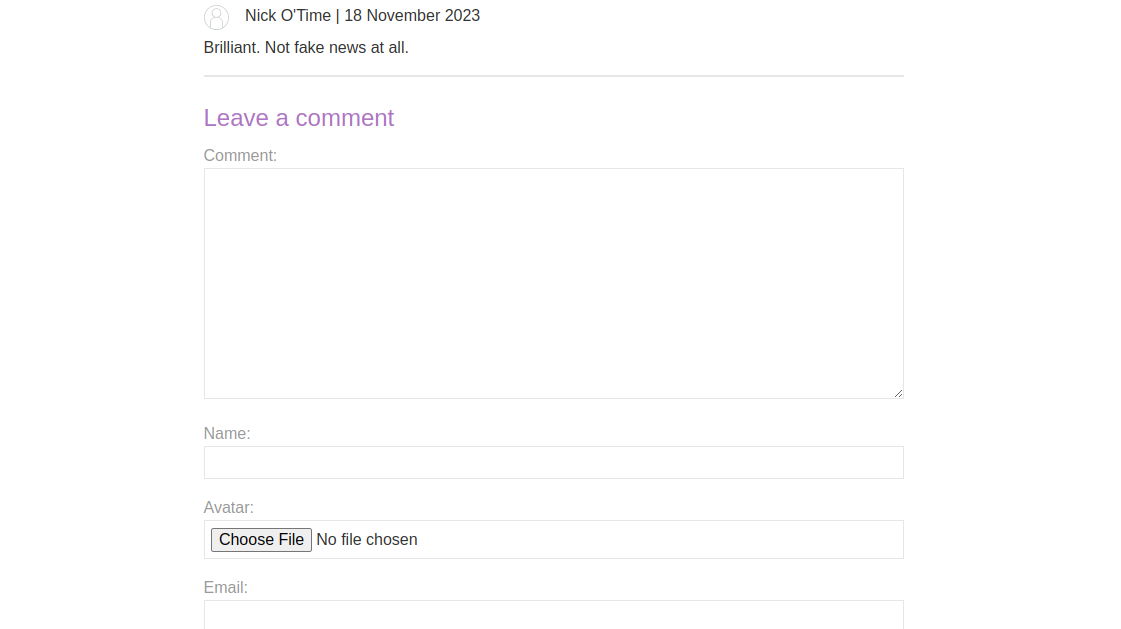 Nick O'Time | 18 November 2023
Brilliant. Not fake news at all.
Leave a comment
Comment:
Name:
Avatar:
Choose File No file chosen
Email: